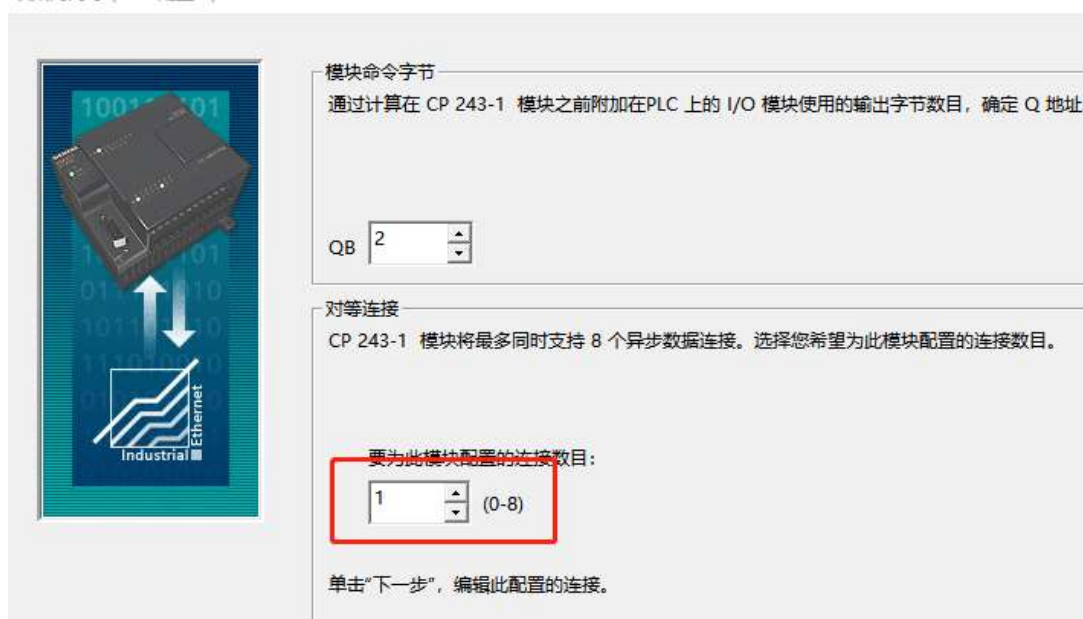 模块命令字节
通过计算在 CP 243-1 模块之前附加在PLC 上的 I/O 模块使用的输出字节数目，确定 Q 地址
QB 2
对等连接
CP 243-1 模块将最多同时支持 8 个异步数据连接。选择您希望为此模块配置的连接数目。
要为此模块配置的连接数目：
1 (0-8)
单击“下一步”，编辑此配置的连接。
Industrial
Ethernet